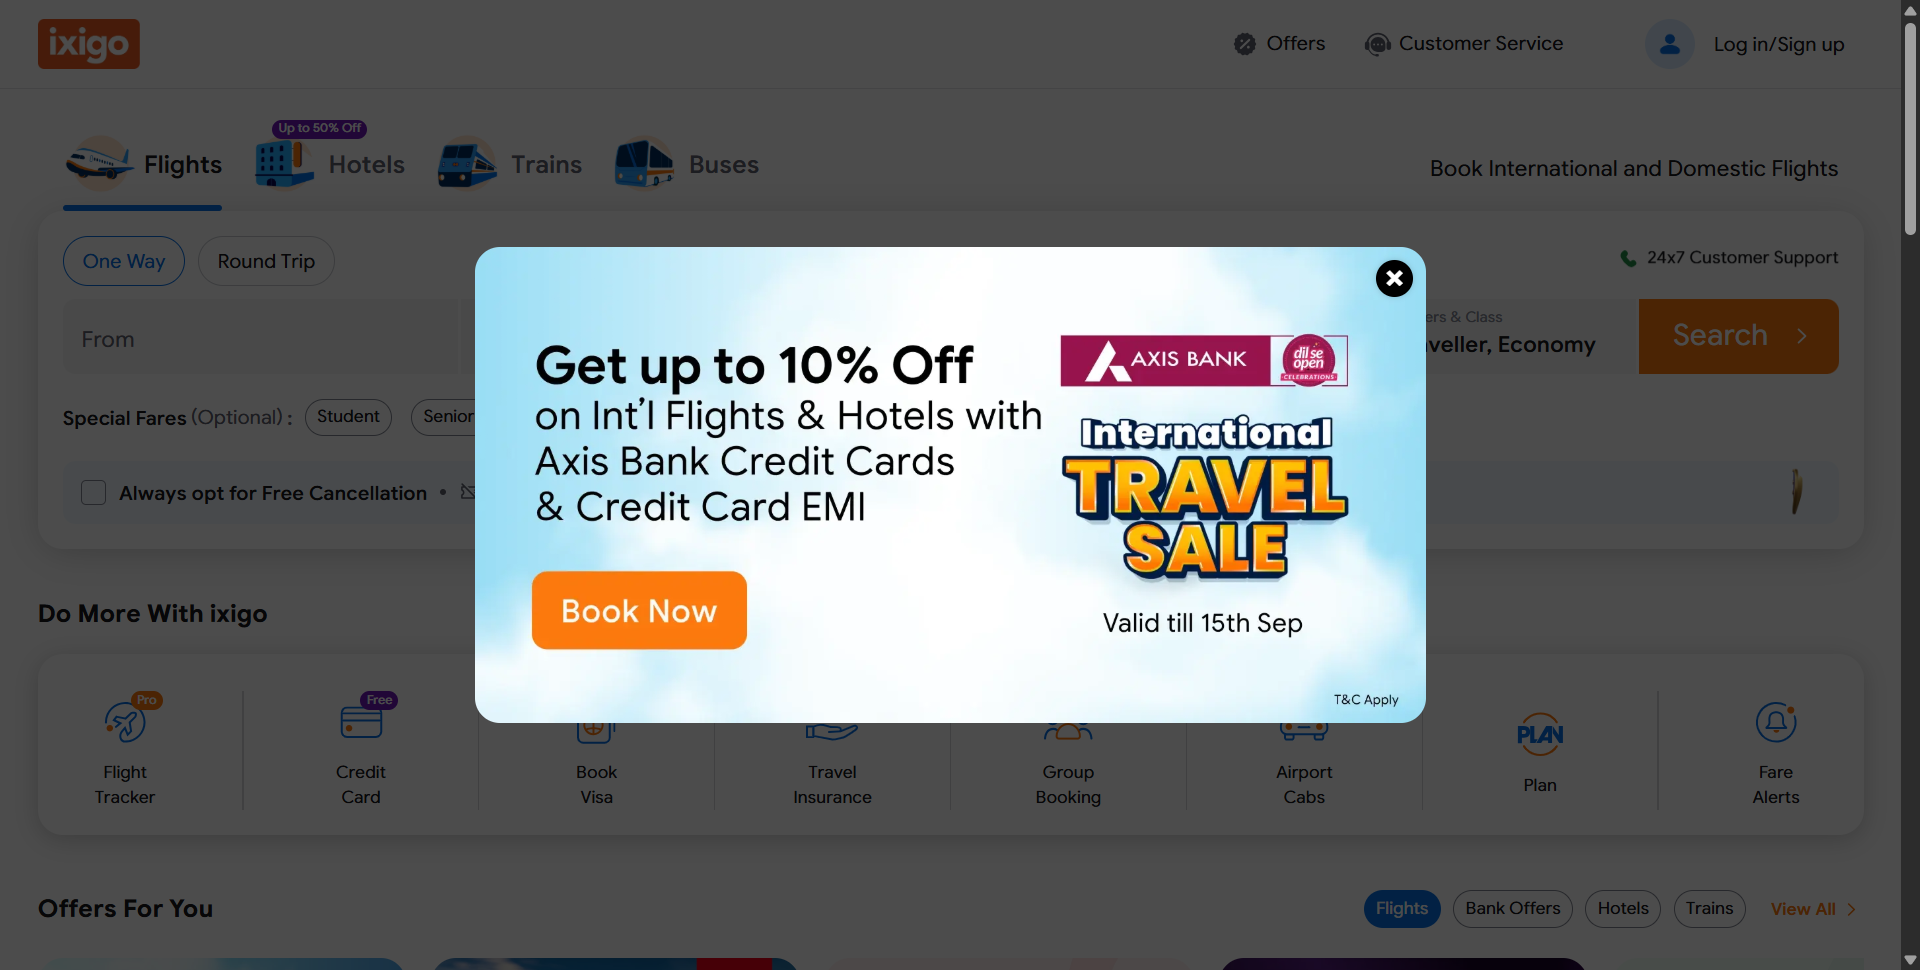 ixigo
Offers
Customer Service
Log in/Sign up
Up to 50% Off
Flights
Hotels
Trains
Buses
Book International and Domestic Flights
One Way
Round Trip
24x7 Customer Support
From
ers & Class
veller, Economy
Search
Special Fares (Optional) :
Student
Senior
Always opt for Free Cancellation •
Get up to 10% Off
on Int'l Flights & Hotels with
Axis Bank Credit Cards
& Credit Card EMI
Book Now
AXIS BANK
dil se
open
CELEBRATIONS
International
TRAVEL
SALE
Valid till 15th Sep
T&C Apply
Do More With ixigo
Pro
Flight
Tracker
Free
Credit
Card
Book
Visa
Travel
Insurance
Group
Booking
Airport
Cabs
PLAN
Plan
Fare
Alerts
Offers For You
Flights
Bank Offers
Hotels
Trains
View All